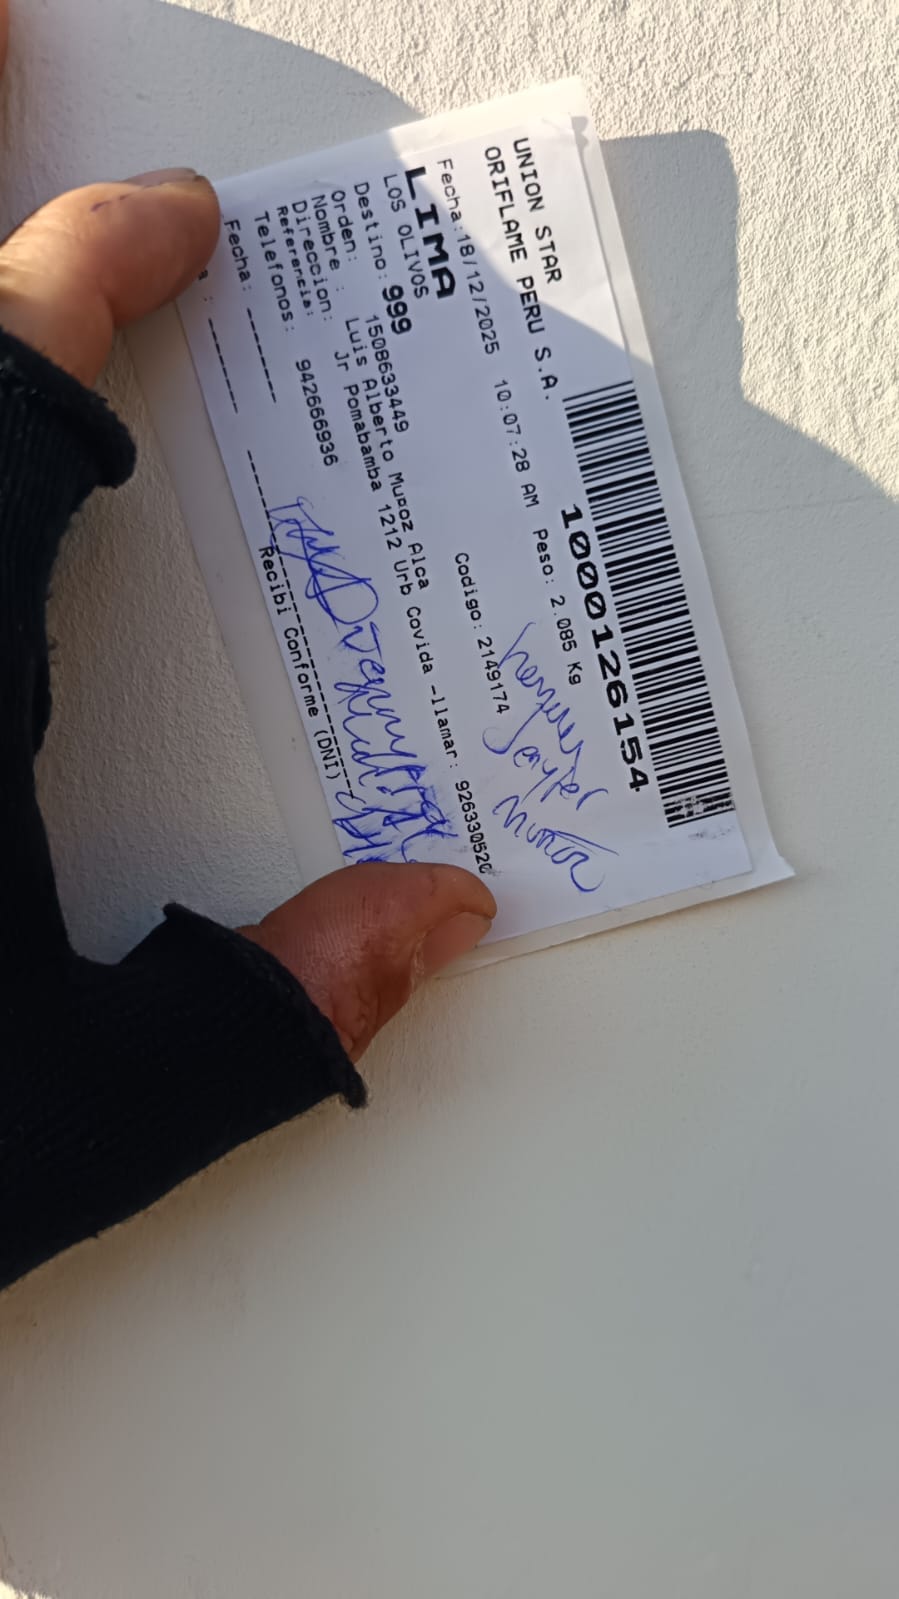 UNION STAR
ORIFLAME PERU S.A.
1000126154
Fecha:18/12/2025 10:07:28 AM Peso: 2.085 Kg
LIMA
LOS OLIVOS
Codigo: 2149174
Destino: 999
Orden: 1508633449
Nombre : Luis Alberto Muñoz Alca
Direccion: Jr Pomabamba 1212 Urb Covida -llamar: 926330520
Referencia:
Telefonos: 942666936
Jenny
Fecha:
Recibi Conforme (DNI)